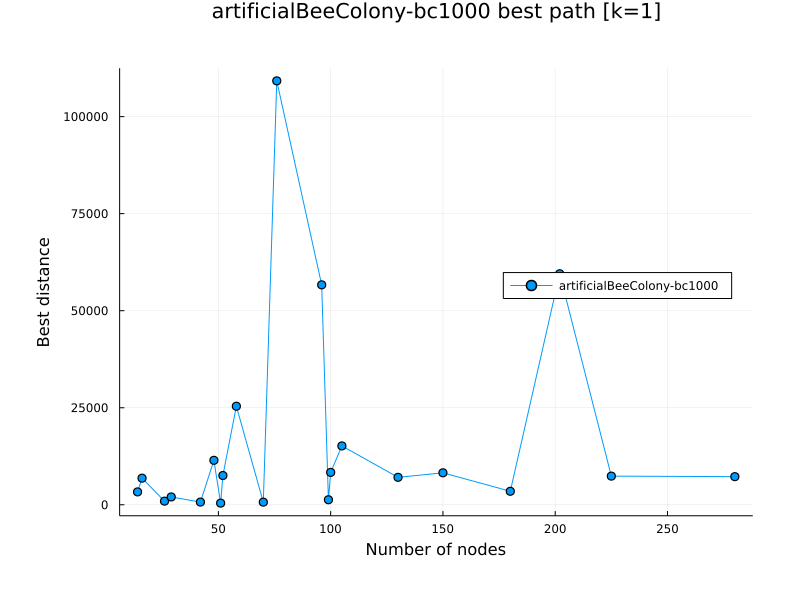 artificialBeeColony-bc1000 best path [k=1]
100000
75000
50000
25000
0
Best distance
artificialBeeColony-bc1000
50
100
150
200
250
Number of nodes